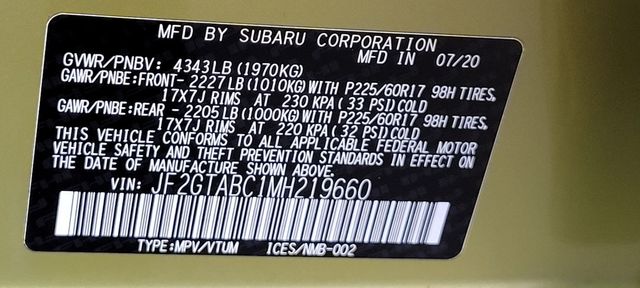 MFD BY SUBARU CORPORATION
MFD IN 07/20
GVWR/PNBV: 4343LB (1970KG)
GAWR/PNBE:FRONT- 2227LB (1010KG)WITH P225/60R17 98H TIRES,
17X7J RIMS AT 230 KPA (33 PSI)COLD
GAWR/PNBE:REAR - 2205LB (1000KG)WITH P225/60R17 98H TIRES,
17X7J RIMS AT 220 KPA (32 PSI)COLD
THIS VEHICLE CONFORMS TO ALL APPLICABLE FEDERAL MOTOR
VEHICLE SAFETY AND THEFT PREVENTION STANDARDS IN EFFECT ON
THE DATE OF MANUFACTURE SHOWN ABOVE.
VIN: JF2GTABC1MH219660
TYPE:MPV/VTUM ICES/NMB-002